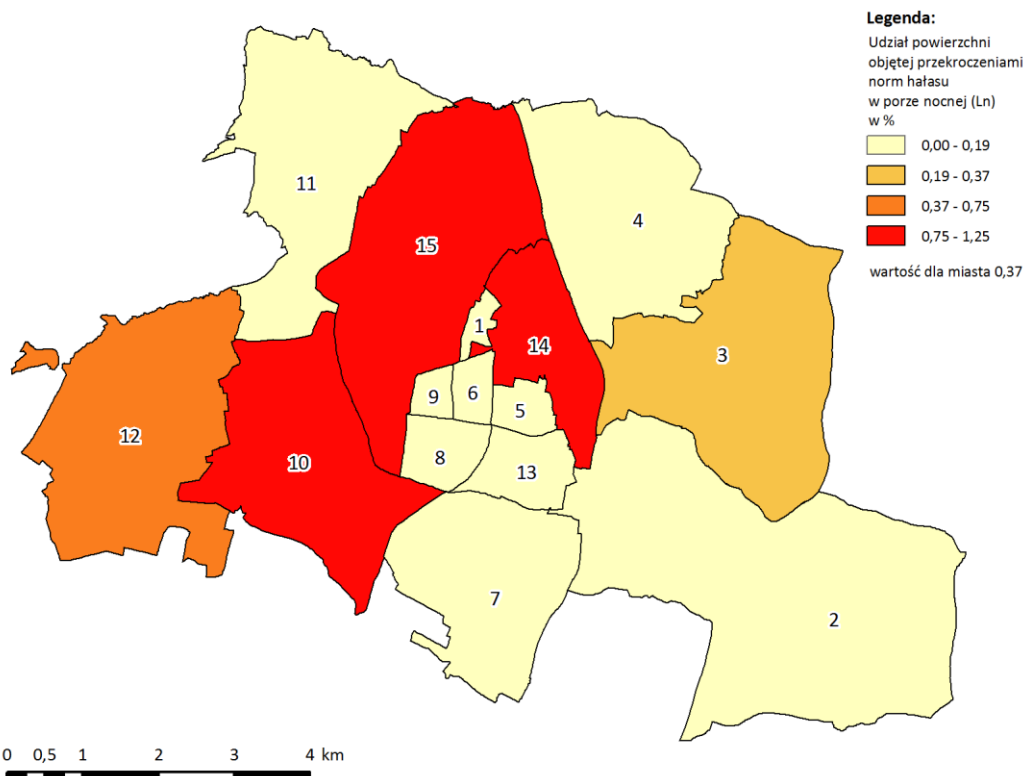 Legenda:
Udział powierzchni
objętej przekroczeniami
norm hałasu
w porze nocnej (Ln)
w %
0,00 - 0,19
0,19 - 0,37
0,37 - 0,75
0,75 - 1,25
wartość dla miasta 0,37
11
15
4
1
14
3
9
6
5
12
8
10
13
7
2
0 0,5 1 2 3 4 km